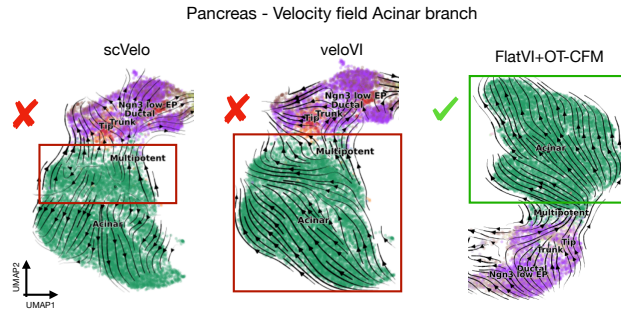 Pancreas - Velocity field Acinar branch
scVelo
veloVI
FlatVI+OT-CFM
Ngn3 low EP
Ductal
Trunk
Tip
Multipotent
Acinar
Ngn3 low EP
Ductal
Trunk
Tip
Multipotent
Acinar
Acinar
Multipotent
Tip
Ductal
Ngn3 low EP
UMAP2
UMAP1